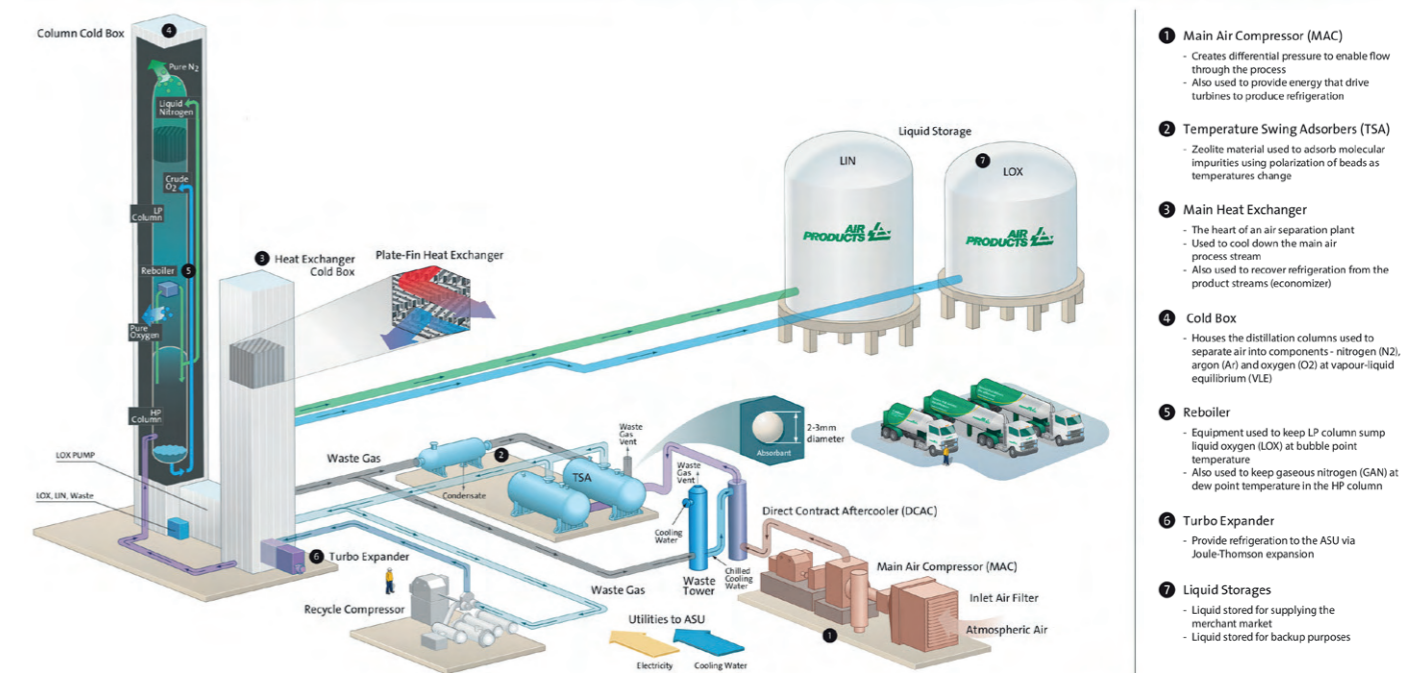 Column Cold Box
4
Pure N2
Liquid
Nitrogen
Crude
O2
LP
Column
Reboiler
5
Pure
Oxygen
HP
Column
LOX PUMP
LOX, LIN, Waste
3
Heat Exchanger
Cold Box
Plate-Fin Heat Exchanger
Liquid Storage
LIN
AIR
PRODUCTS
7
LOX
AIR
PRODUCTS
Waste Gas
2
Condensate
TSA
Waste
Gas
Vent
Absorbant
2-3mm
diameter
Waste
Gas
Vent
Cooling
Water
Waste
Tower
Chilled
Cooling
Water
Direct Contract Aftercooler (DCAC)
Main Air Compressor (MAC)
Inlet Air Filter
Atmospheric Air
1
6
Turbo Expander
Waste Gas
Recycle Compressor
Utilities to ASU
Electricity
Cooling Water
1 Main Air Compressor (MAC)
- Creates differential pressure to enable flow
through the process
- Also used to provide energy that drive
turbines to produce refrigeration
2 Temperature Swing Adsorbers (TSA)
- Zeolite material used to adsorb molecular
impurities using polarization of beads as
temperatures change
3 Main Heat Exchanger
- The heart of an air separation plant
- Used to cool down the main air
process stream
- Also used to recover refrigeration from the
product streams (economizer)
4 Cold Box
- Houses the distillation columns used to
separate air into components - nitrogen (N2),
argon (Ar) and oxygen (O2) at vapour-liquid
equilibrium (VLE)
5 Reboiler
- Equipment used to keep LP column sump
liquid oxygen (LOX) at bubble point
temperature
- Also used to keep gaseous nitrogen (GAN) at
dew point temperature in the HP column
6 Turbo Expander
- Provide refrigeration to the ASU via
Joule-Thomson expansion
7 Liquid Storages
- Liquid stored for supplying the
merchant market
- Liquid stored for backup purposes